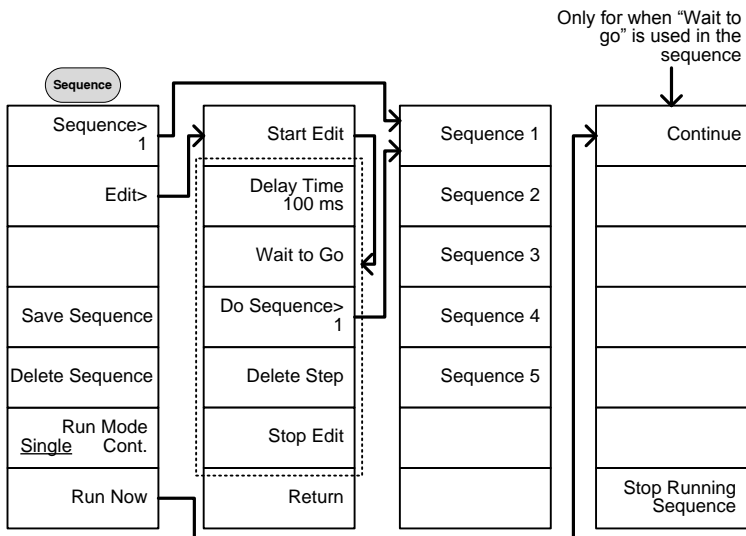 Only for when “Wait to
go” is used in the
sequence
Sequence
Sequence>
1
Edit>
Save Sequence
Delete Sequence
Run Mode
Single Cont.
Run Now
Start Edit
Delay Time
100 ms
Wait to Go
Do Sequence>
1
Delete Step
Stop Edit
Return
Sequence 1
Sequence 2
Sequence 3
Sequence 4
Sequence 5
Continue
Stop Running
Sequence